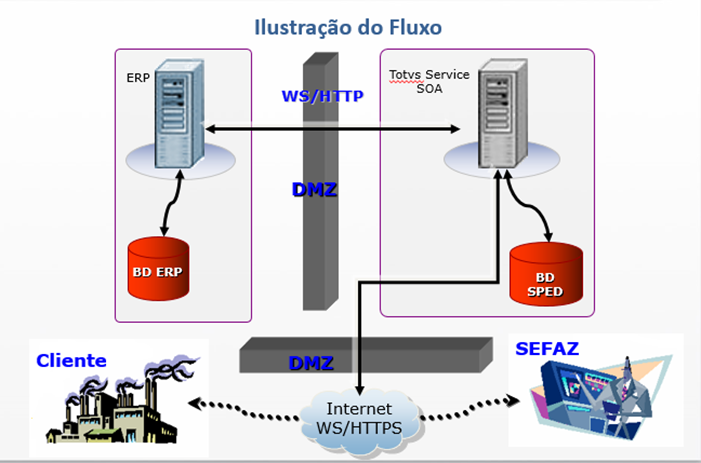 Ilustração do Fluxo
ERP
WS/HTTP
Totvs Service
SOA
DMZ
BD ERP
BD
SPED
Cliente
DMZ
SEFAZ
Internet
WS/HTTPS